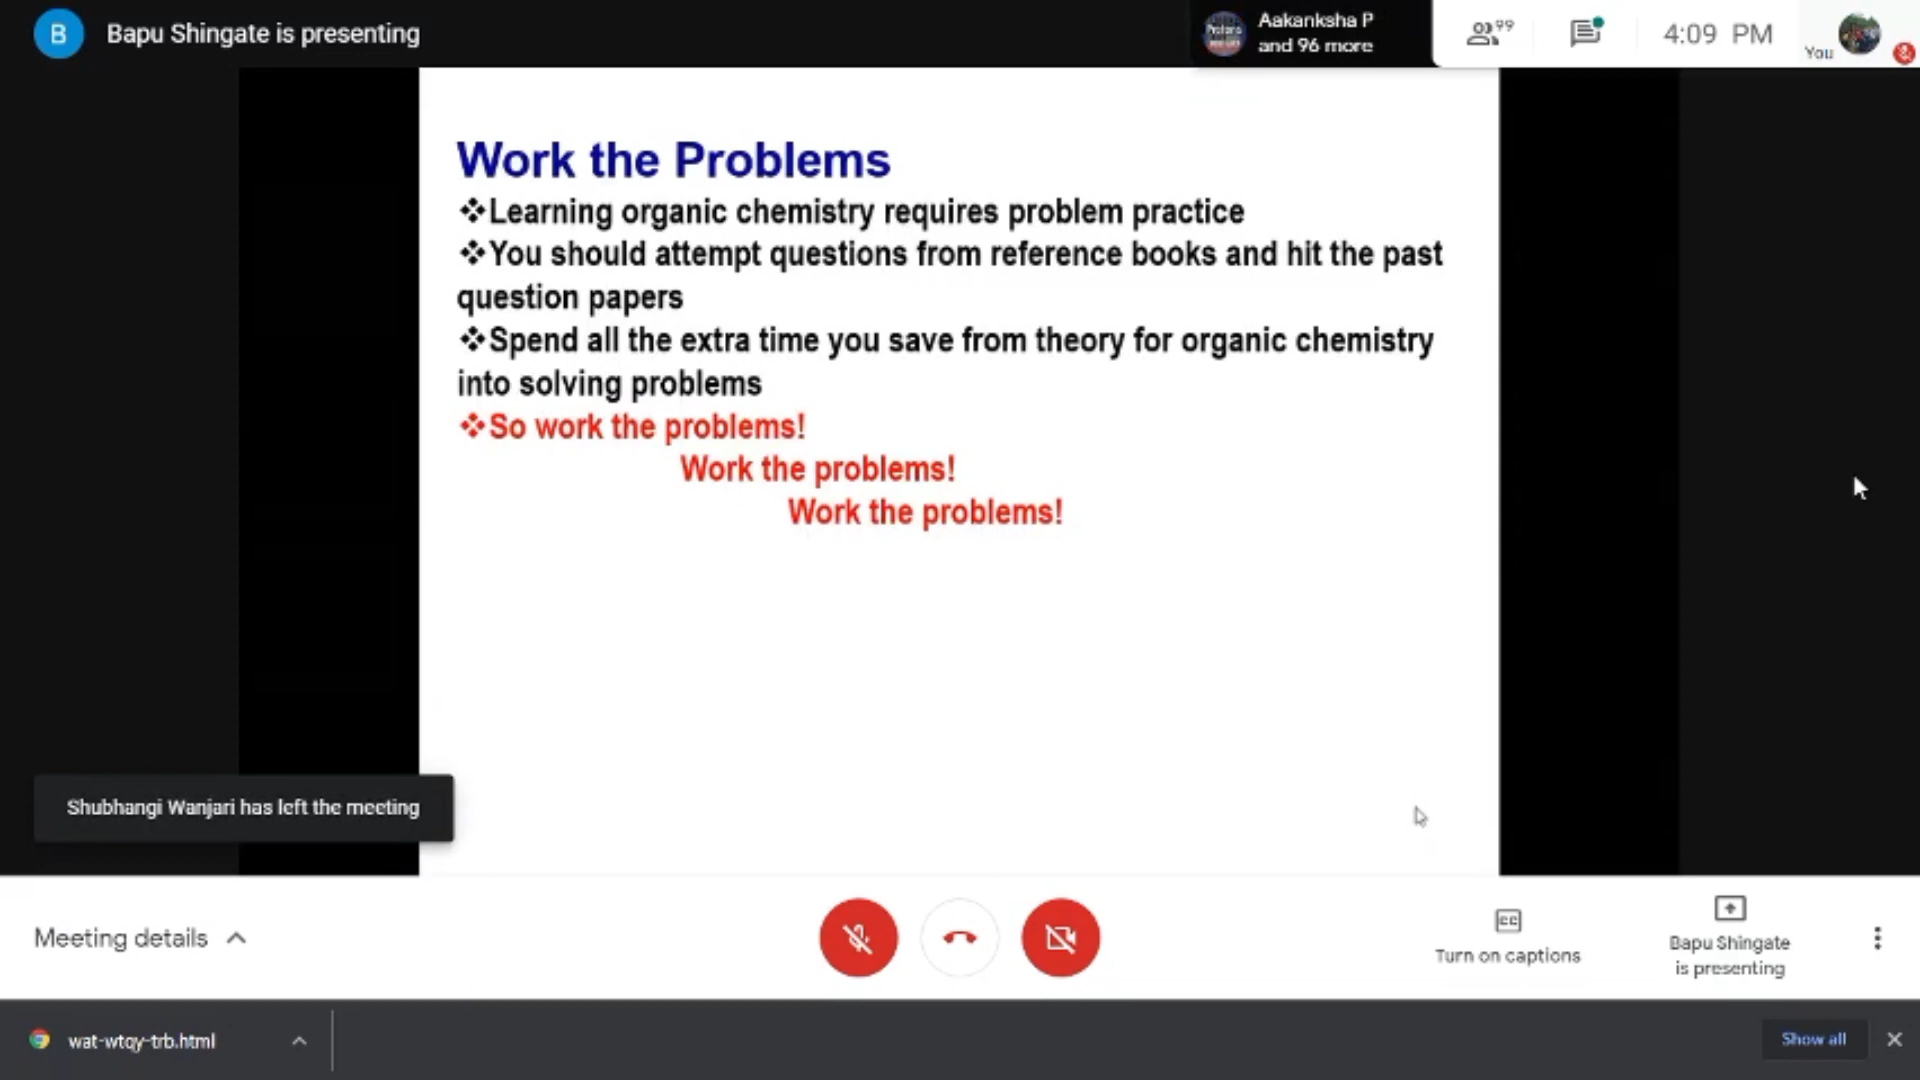 B Bapu Shingate is presenting
Aakanksha P
and 96 more
99
4:09 PM
You
Work the Problems
❖Learning organic chemistry requires problem practice
❖You should attempt questions from reference books and hit the past
question papers
❖Spend all the extra time you save from theory for organic chemistry
into solving problems
❖So work the problems!
Work the problems!
Work the problems!
Shubhangi Wanjari has left the meeting
Meeting details
CC
Turn on captions
Bapu Shingate
is presenting
wat-wtqy-trb.html
Show all